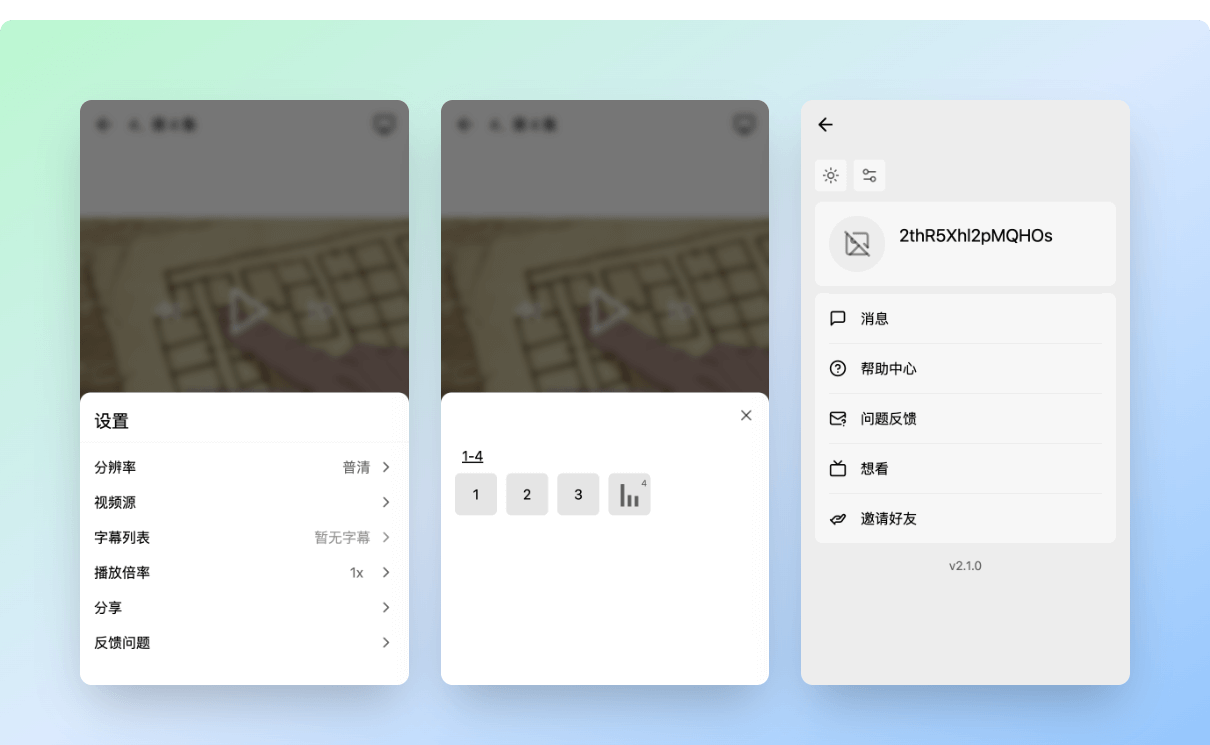 设置
分辨率 普清
视频源
字幕列表 暂无字幕
播放倍率 1x
分享
反馈问题
1-4
1 2 3 4
2thR5Xhl2pMQHOs
消息
帮助中心
问题反馈
想看
邀请好友
v2.1.0